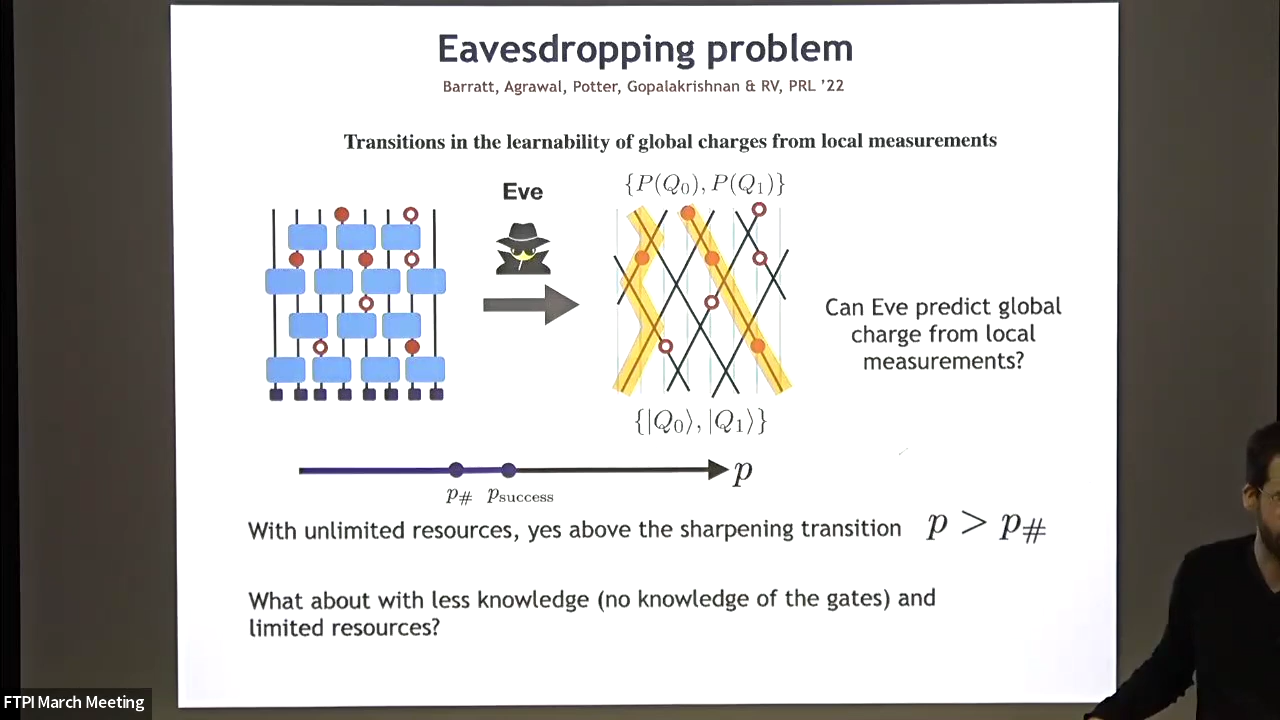 Eavesdropping problem
Barratt, Agrawal, Potter, Gopalakrishnan & RV, PRL ’22
Transitions in the learnability of global charges from local measurements
Eve
{P(Q₀), P(Q₁)}
Can Eve predict global
charge from local
measurements?
{|Q₀⟩, |Q₁⟩}
p
p# p_success
With unlimited resources, yes above the sharpening transition p > p#
What about with less knowledge (no knowledge of the gates) and
limited resources?
FTPI March Meeting